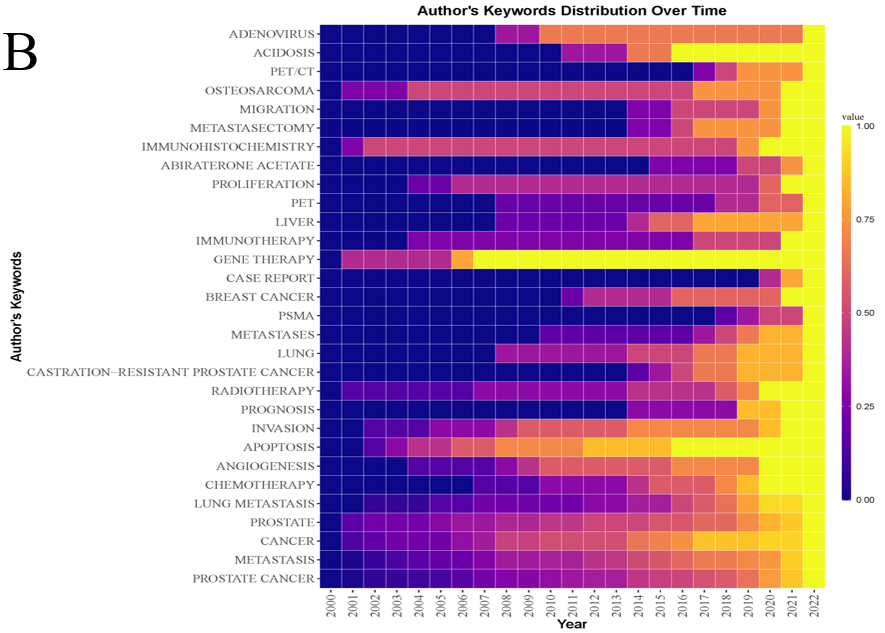 B
Author's Keywords Distribution Over Time
ADENOVIRUS
ACIDOSIS
PET/CT
OSTEOSARCOMA
MIGRATION
METASTASECTOMY
IMMUNOHISTOCHEMISTRY
ABIRATERONE ACETATE
PROLIFERATION
PET
LIVER
IMMUNOTHERAPY
GENE THERAPY
CASE REPORT
BREAST CANCER
PSMA
METASTASES
LUNG
CASTRATION−RESISTANT PROSTATE CANCER
RADIOTHERAPY
PROGNOSIS
INVASION
APOPTOSIS
ANGIOGENESIS
CHEMOTHERAPY
LUNG METASTASIS
PROSTATE
CANCER
METASTASIS
PROSTATE CANCER
Author's Keywords
2000
2001
2002
2003
2004
2005
2006
2007
2008
2009
2010
2011
2012
2013
2014
2015
2016
2017
2018
2019
2020
2021
2022
Year
value
1.00
0.75
0.50
0.25
0.00